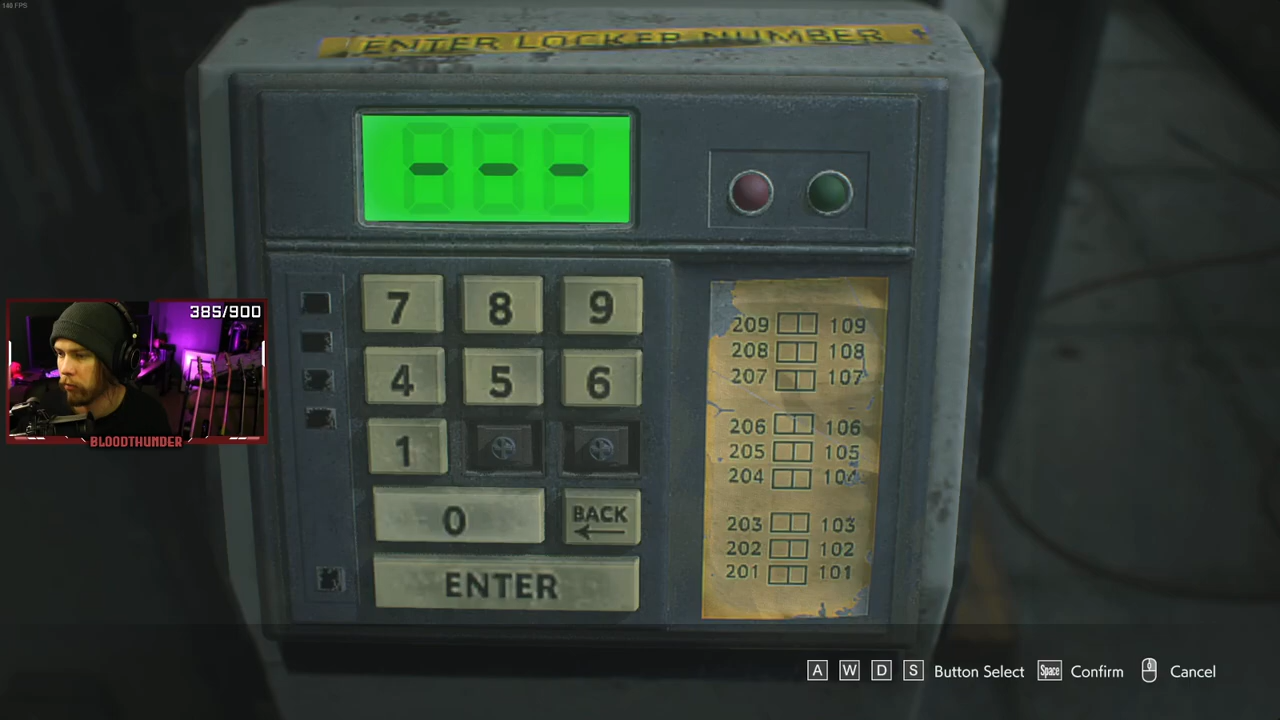 140 FPS
ENTER LOCKER NUMBER
- - -
385/900
BLOODTHUNDER
7 8 9
4 5 6
1
0 BACK
ENTER
209 109
208 108
207 107
206 106
205 105
204 104
203 103
202 102
201 101
A W D S Button Select Space Confirm Cancel